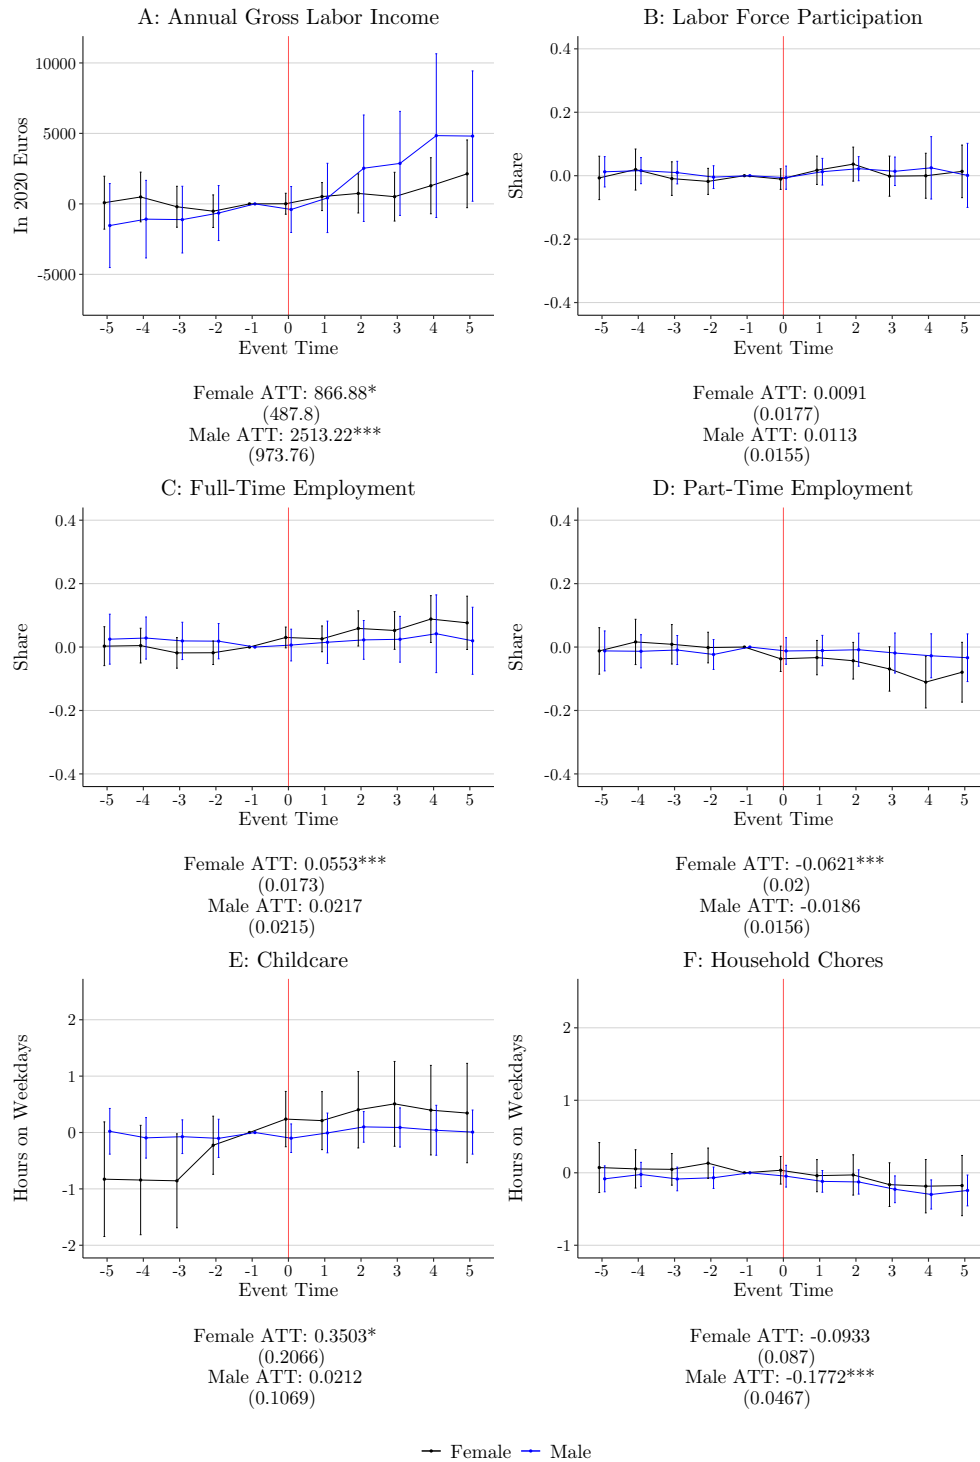 A: Annual Gross Labor Income
In 2020 Euros
10000
5000
0
-5000
-5 -4 -3 -2 -1 0 1 2 3 4 5
Event Time
Female ATT: 866.88*
(487.8)
Male ATT: 2513.22***
(973.76)
B: Labor Force Participation
Share
0.4
0.2
0.0
-0.2
-0.4
-5 -4 -3 -2 -1 0 1 2 3 4 5
Event Time
Female ATT: 0.0091
(0.0177)
Male ATT: 0.0113
(0.0155)
C: Full-Time Employment
Share
0.4
0.2
0.0
-0.2
-0.4
-5 -4 -3 -2 -1 0 1 2 3 4 5
Event Time
Female ATT: 0.0553***
(0.0173)
Male ATT: 0.0217
(0.0215)
D: Part-Time Employment
Share
0.4
0.2
0.0
-0.2
-0.4
-5 -4 -3 -2 -1 0 1 2 3 4 5
Event Time
Female ATT: -0.0621***
(0.02)
Male ATT: -0.0186
(0.0156)
E: Childcare
Hours on Weekdays
2
1
0
-1
-2
-5 -4 -3 -2 -1 0 1 2 3 4 5
Event Time
Female ATT: 0.3503*
(0.2066)
Male ATT: 0.0212
(0.1069)
F: Household Chores
Hours on Weekdays
2
1
0
-1
-5 -4 -3 -2 -1 0 1 2 3 4 5
Event Time
Female ATT: -0.0933
(0.087)
Male ATT: -0.1772***
(0.0467)
Female Male